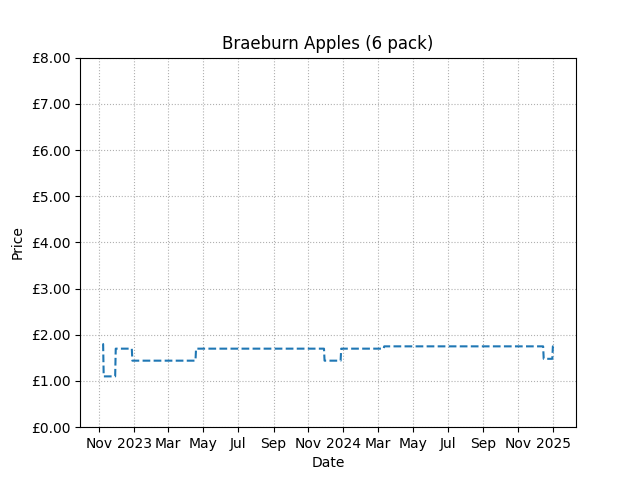 Braeburn Apples (6 pack)
£8.00
£7.00
£6.00
£5.00
£4.00
£3.00
£2.00
£1.00
£0.00
Price
Nov 2023 Mar May Jul Sep Nov 2024 Mar May Jul Sep Nov 2025
Date